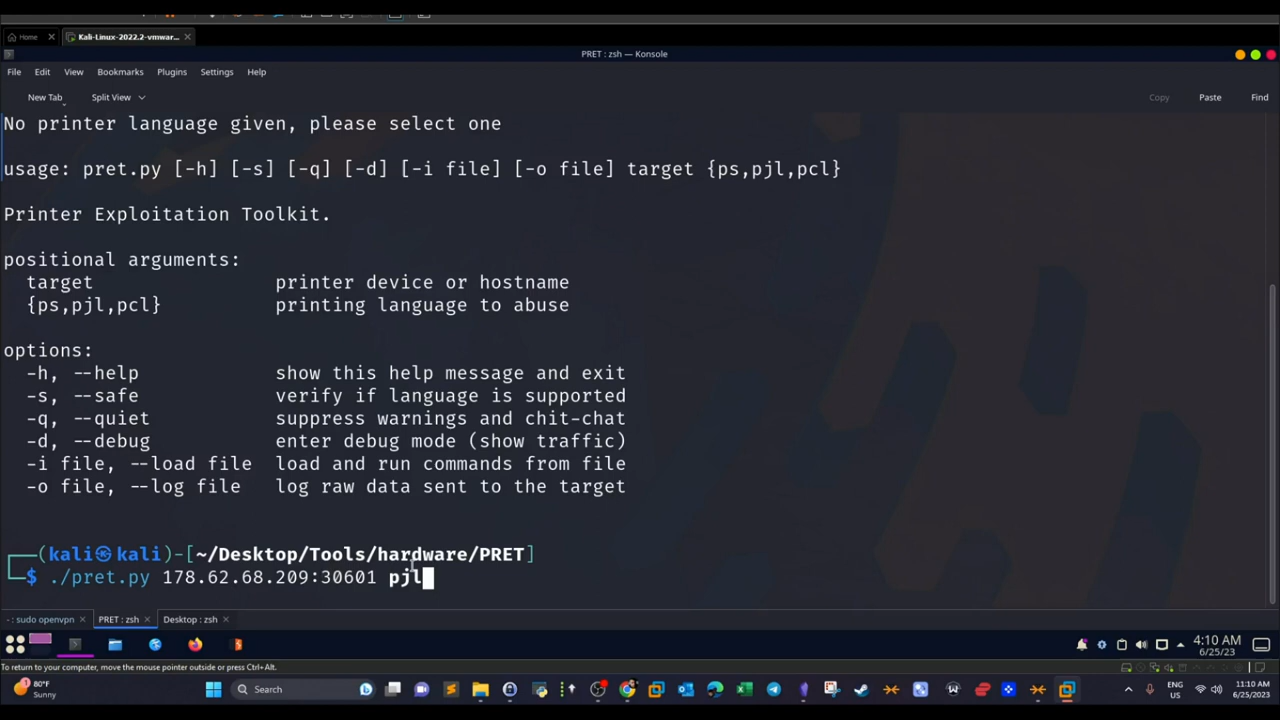 Home
Kali-Linux-2022.2-vmwar...
PRET : zsh — Konsole
File Edit View Bookmarks Plugins Settings Help
New Tab Split View Copy Paste Find
No printer language given, please select one
usage: pret.py [-h] [-s] [-q] [-d] [-i file] [-o file] target {ps,pjl,pcl}
Printer Exploitation Toolkit.
positional arguments:
target printer device or hostname
{ps,pjl,pcl} printing language to abuse
options:
-h, --help show this help message and exit
-s, --safe verify if language is supported
-q, --quiet suppress warnings and chit-chat
-d, --debug enter debug mode (show traffic)
-i file, --load file load and run commands from file
-o file, --log file log raw data sent to the target
(kali㉿kali)-[~/Desktop/Tools/hardware/PRET]
$ ./pret.py 178.62.68.209:30601 pjl
- : sudo openvpn PRET : zsh Desktop : zsh
4:10 AM
6/25/23
To return to your computer, move the mouse pointer outside or press Ctrl+Alt.
80°F
Sunny
Search
ENG
US
11:10 AM
6/25/2023